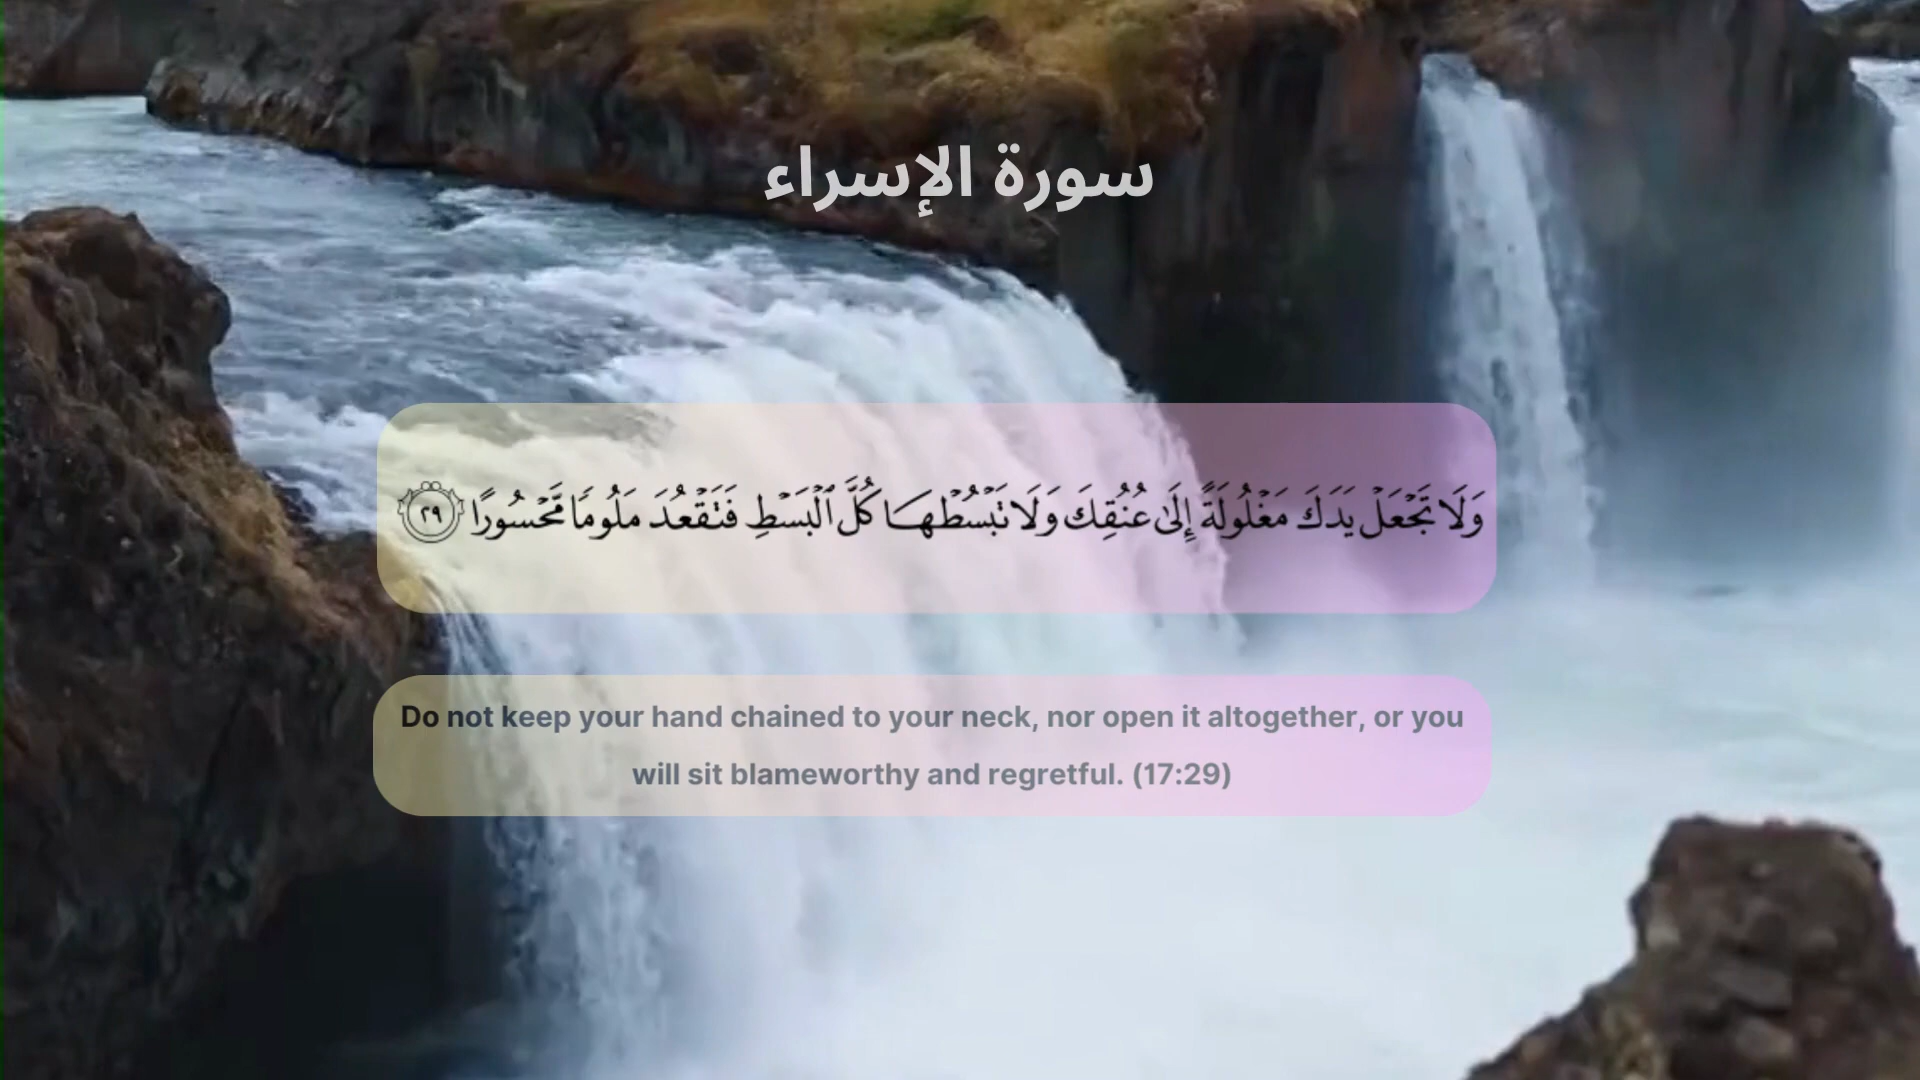 سورة الإسراء
وَلَا تَجْعَلْ يَدَكَ مَغْلُولَةً إِلَىٰ عُنُقِكَ وَلَا تَبْسُطْهَا كُلَّ ٱلْبَسْطِ فَتَقْعُدَ مَلُومًا مَّحْسُورًا ٢٩
Do not keep your hand chained to your neck, nor open it altogether, or you
will sit blameworthy and regretful. (17:29)